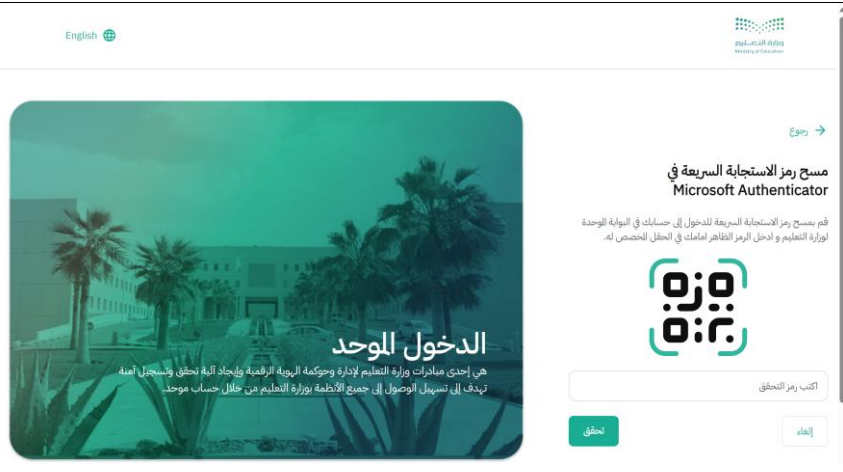 English
وزارة التعليم
Ministry of Education
رجوع
مسح رمز الاستجابة السريعة في
Microsoft Authenticator
قم بمسح رمز الاستجابة السريعة للدخول إلى حسابك في البوابة الموحدة
لوزارة التعليم و ادخل الرمز الظاهر امامك في الحقل المخصص له.
اكتب رمز التحقق
إلغاء
تحقق
الدخول الموحد
هي إحدى مبادرات وزارة التعليم لإدارة وحوكمة الهوية الرقمية وإيجاد آلية تحقق وتسجيل آمنة
تهدف إلى تسهيل الوصول إلى جميع الأنظمة بوزارة التعليم من خلال حساب موحد.